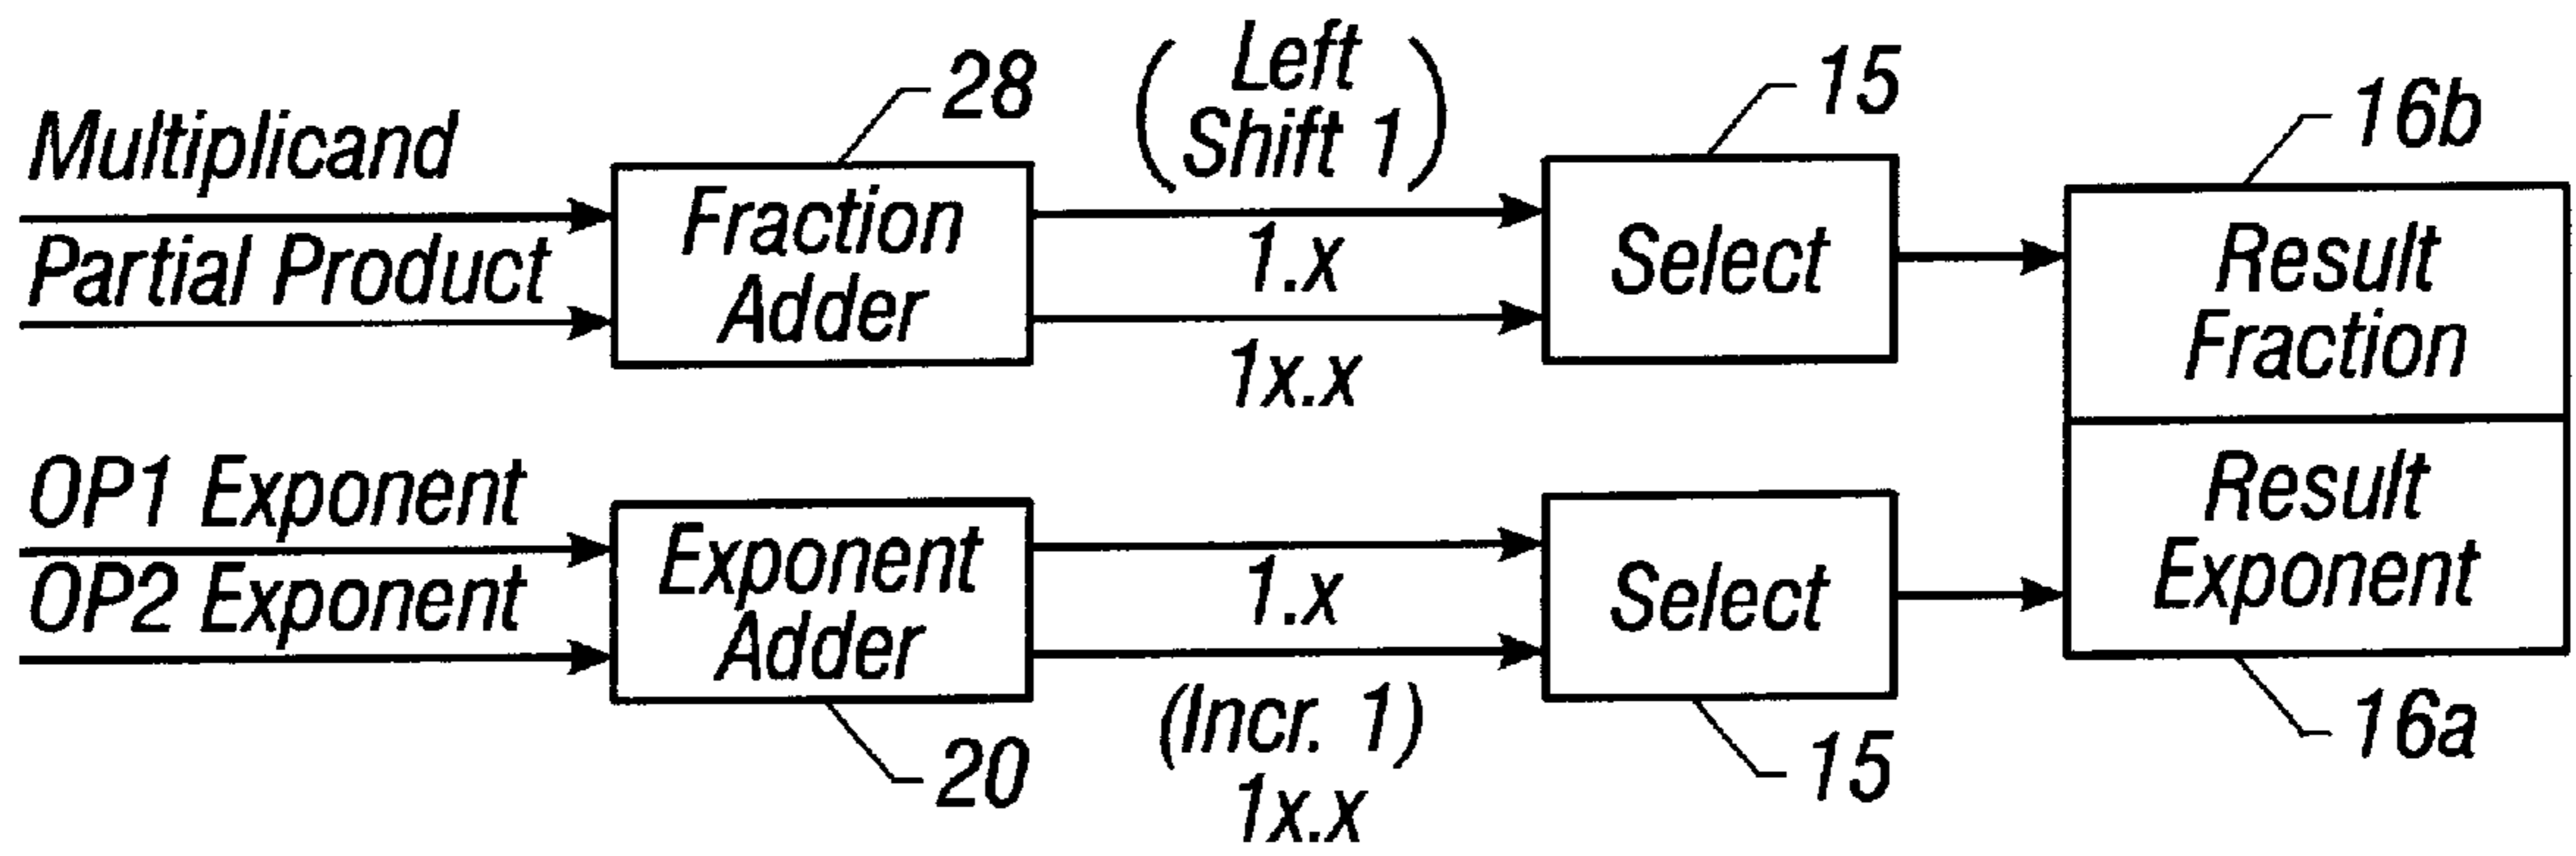 Multiplicand
Partial Product
28
Fraction
Adder
( Left
Shift 1 )
1.x
1x.x
15
Select
16b
Result
Fraction
OP1 Exponent
OP2 Exponent
Exponent
Adder
20
1.x
(Incr. 1)
1x.x
Select
15
Result
Exponent
16a